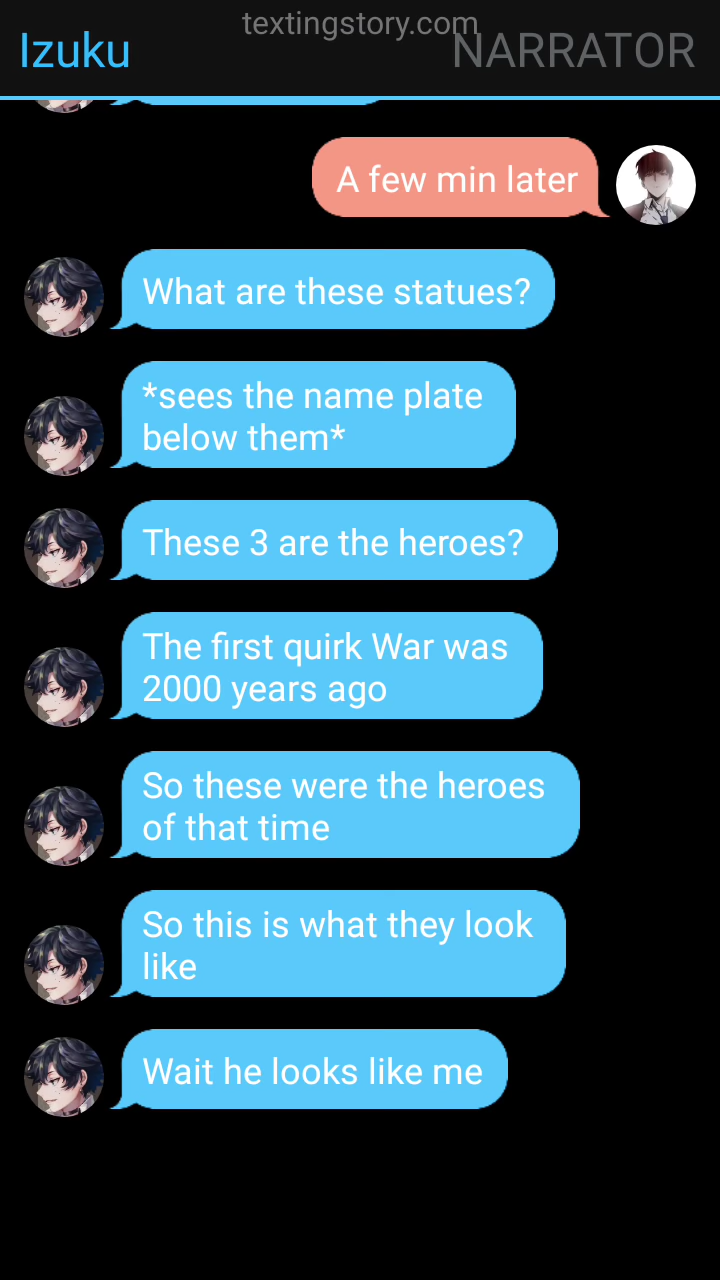 textingstory.com
Izuku
NARRATOR
A few min later
What are these statues?
*sees the name plate
below them*
These 3 are the heroes?
The first quirk War was
2000 years ago
So these were the heroes
of that time
So this is what they look
like
Wait he looks like me